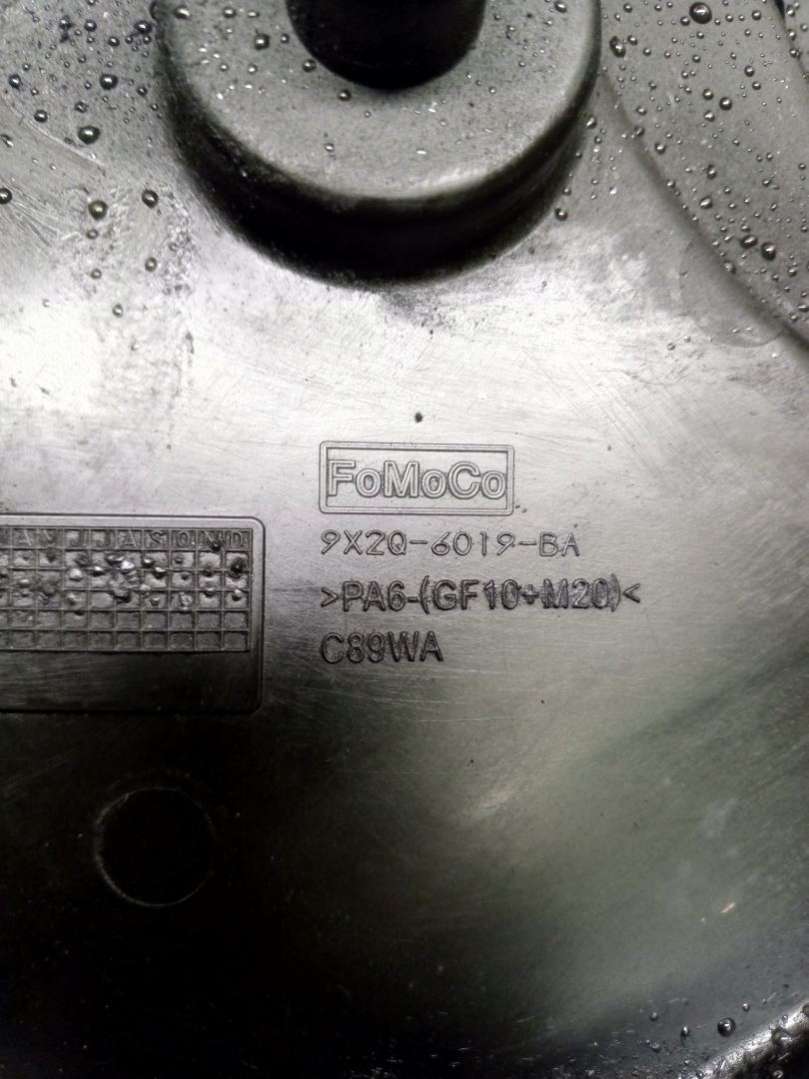 FoMoCo
J J A S O N D
9X2Q-6019-BA
>PA6-(GF10+M20)<
C89WA